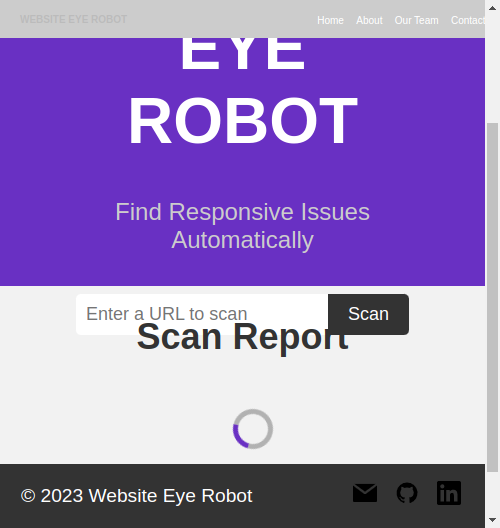 WEBSITE EYE ROBOT
Home About Our Team Contact
EYE
ROBOT
Find Responsive Issues
Automatically
Enter a URL to scan
Scan
Scan Report
© 2023 Website Eye Robot